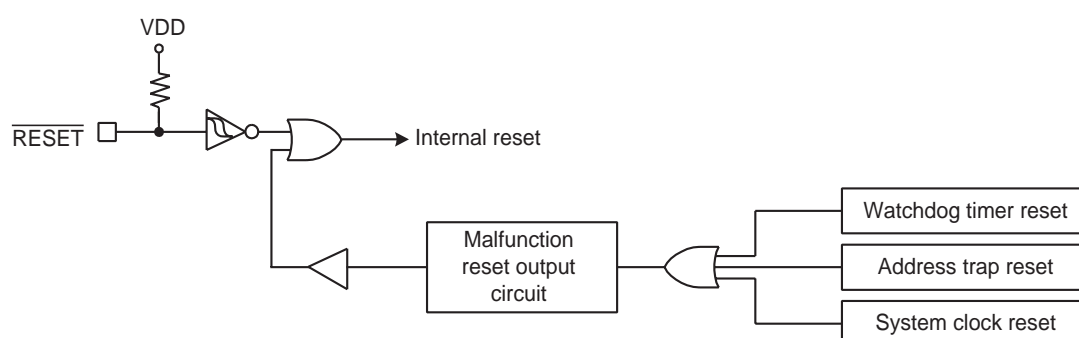 VDD
RESET
Internal reset
Watchdog timer reset
Malfunction
reset output
circuit
Address trap reset
System clock reset